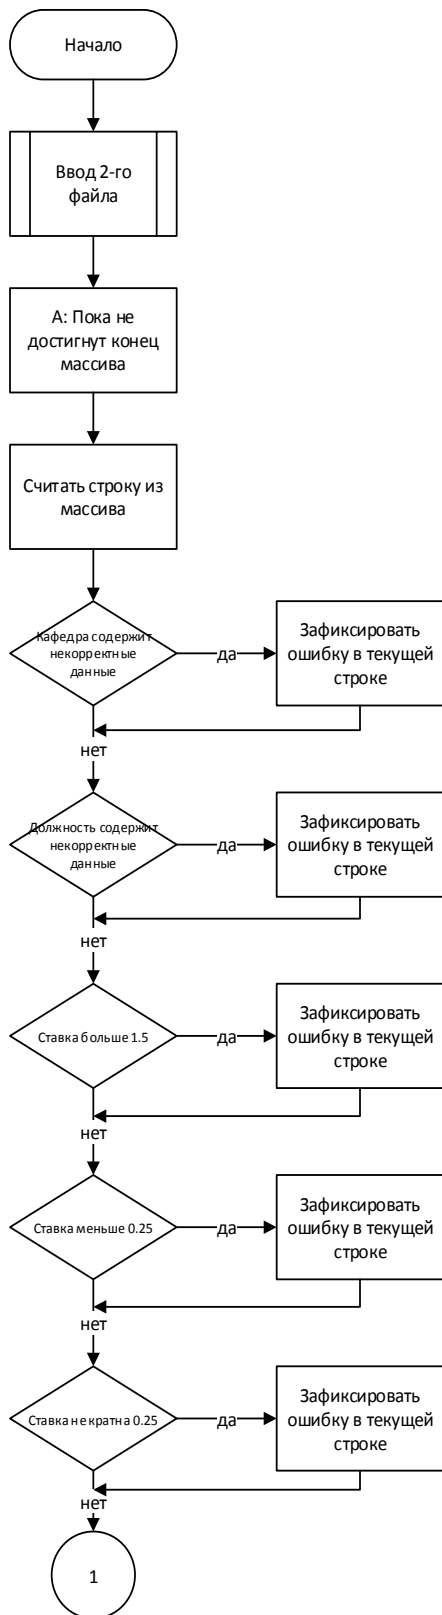 Начало
Ввод 2-го
файла
А: Пока не
достигнут конец
массива
Считать строку из
массива
Кафедра содержит
некорректные
данные
да
Зафиксировать
ошибку в текущей
строке
нет
Должность содержит
некорректные
данные
да
Зафиксировать
ошибку в текущей
строке
нет
Ставка больше 1.5
да
Зафиксировать
ошибку в текущей
строке
нет
Ставка меньше 0.25
да
Зафиксировать
ошибку в текущей
строке
нет
Ставка не кратна 0.25
да
Зафиксировать
ошибку в текущей
строке
нет
1